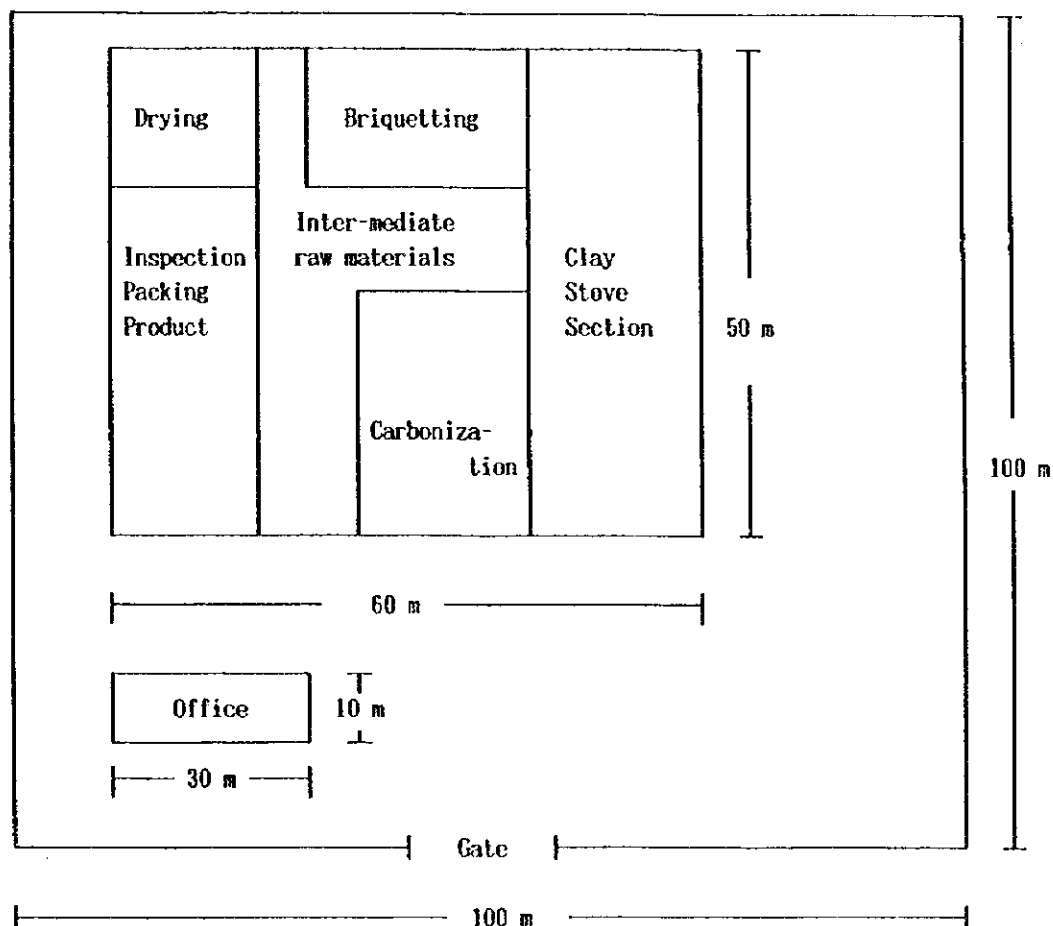 Drying
Briquetting
Inter-mediate
raw materials
Inspection
Packing
Product
Clay
Stove
Section
50 m
Carboniza-
tion
100 m
60 m
Office
10 m
30 m
Gate
100 m